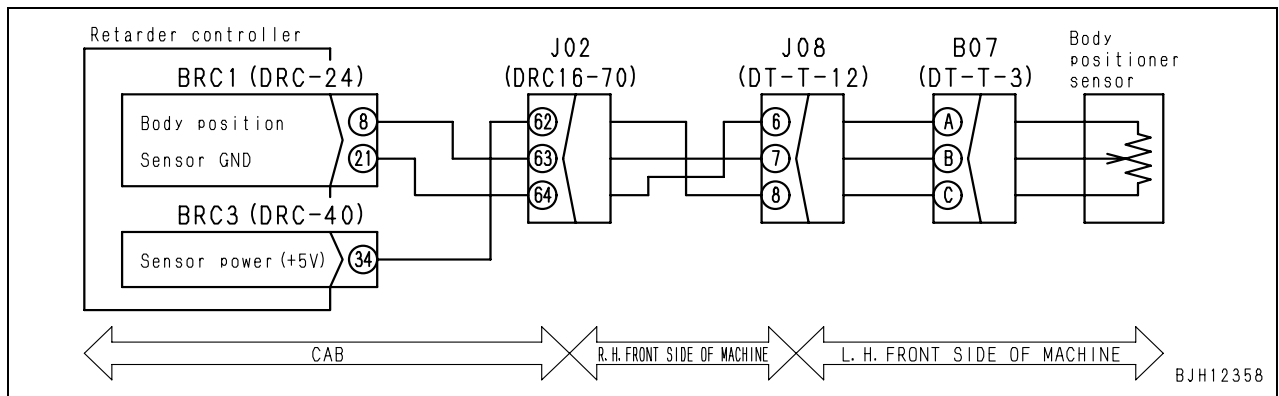 Retarder controller
BRC1 (DRC-24)
Body position 8
Sensor GND 21
BRC3 (DRC-40)
Sensor power (+5V) 34
J02
(DRC16-70)
62
63
64
J08
(DT-T-12)
6
7
8
B07
(DT-T-3)
A
B
C
Body
positioner
sensor
CAB
R.H. FRONT SIDE OF MACHINE
L.H. FRONT SIDE OF MACHINE
BJH12358